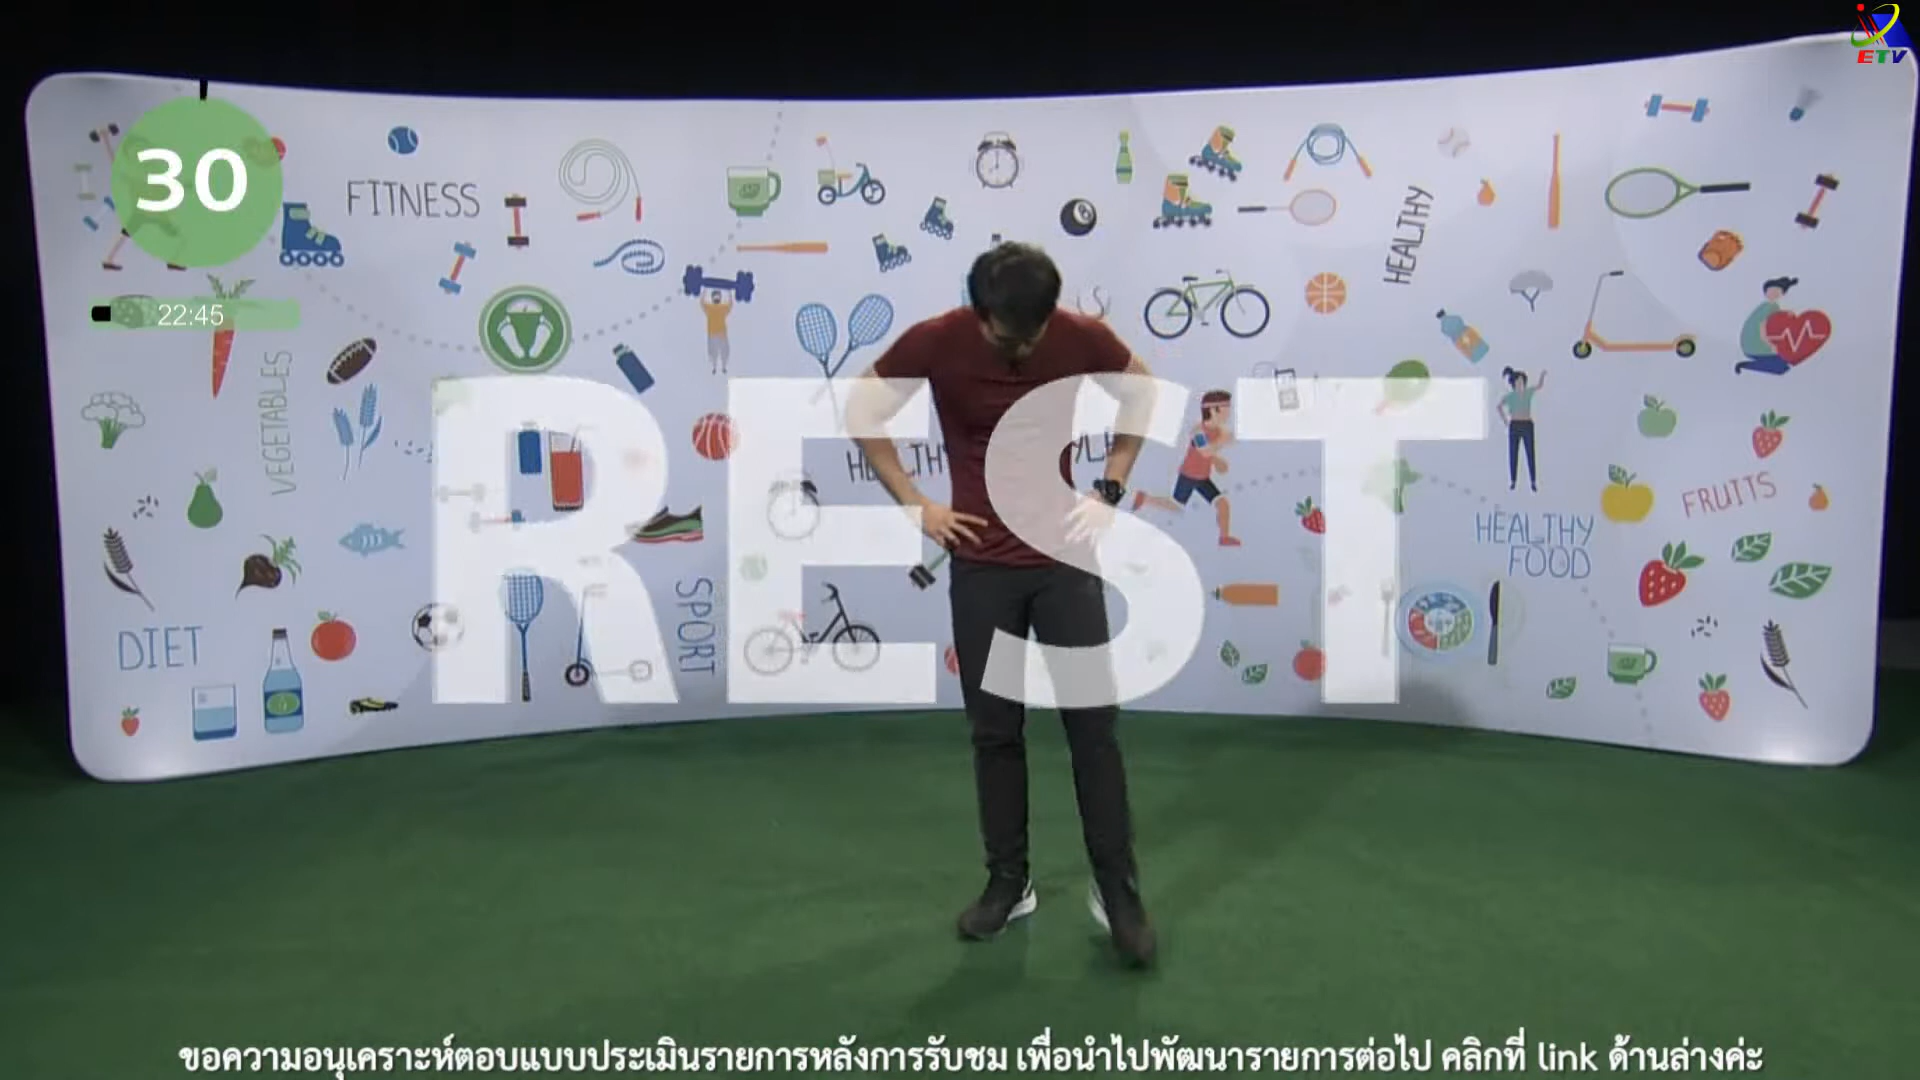 ETV
30
FITNESS
HEALTHY
22:45
VEGETABLES
REST
FRUITS
HEALTHY
FOOD
SPORT
DIET
ขอความอนุเคราะห์ตอบแบบประเมินรายการหลังการรับชม เพื่อนำไปพัฒนารายการต่อไป คลิกที่ link ด้านล่างค่ะ